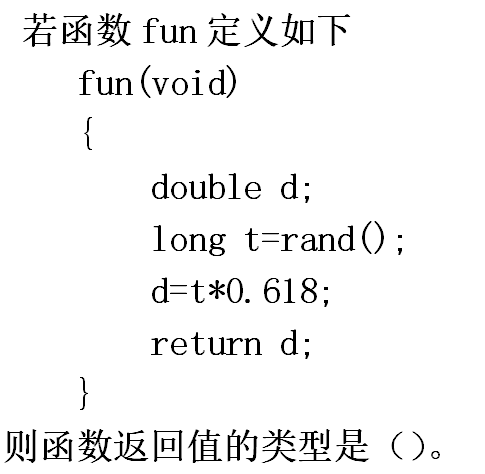 若函数 fun 定义如下
fun(void)
{
double d;
long t=rand();
d=t*0.618;
return d;
}
则函数返回值的类型是（）。